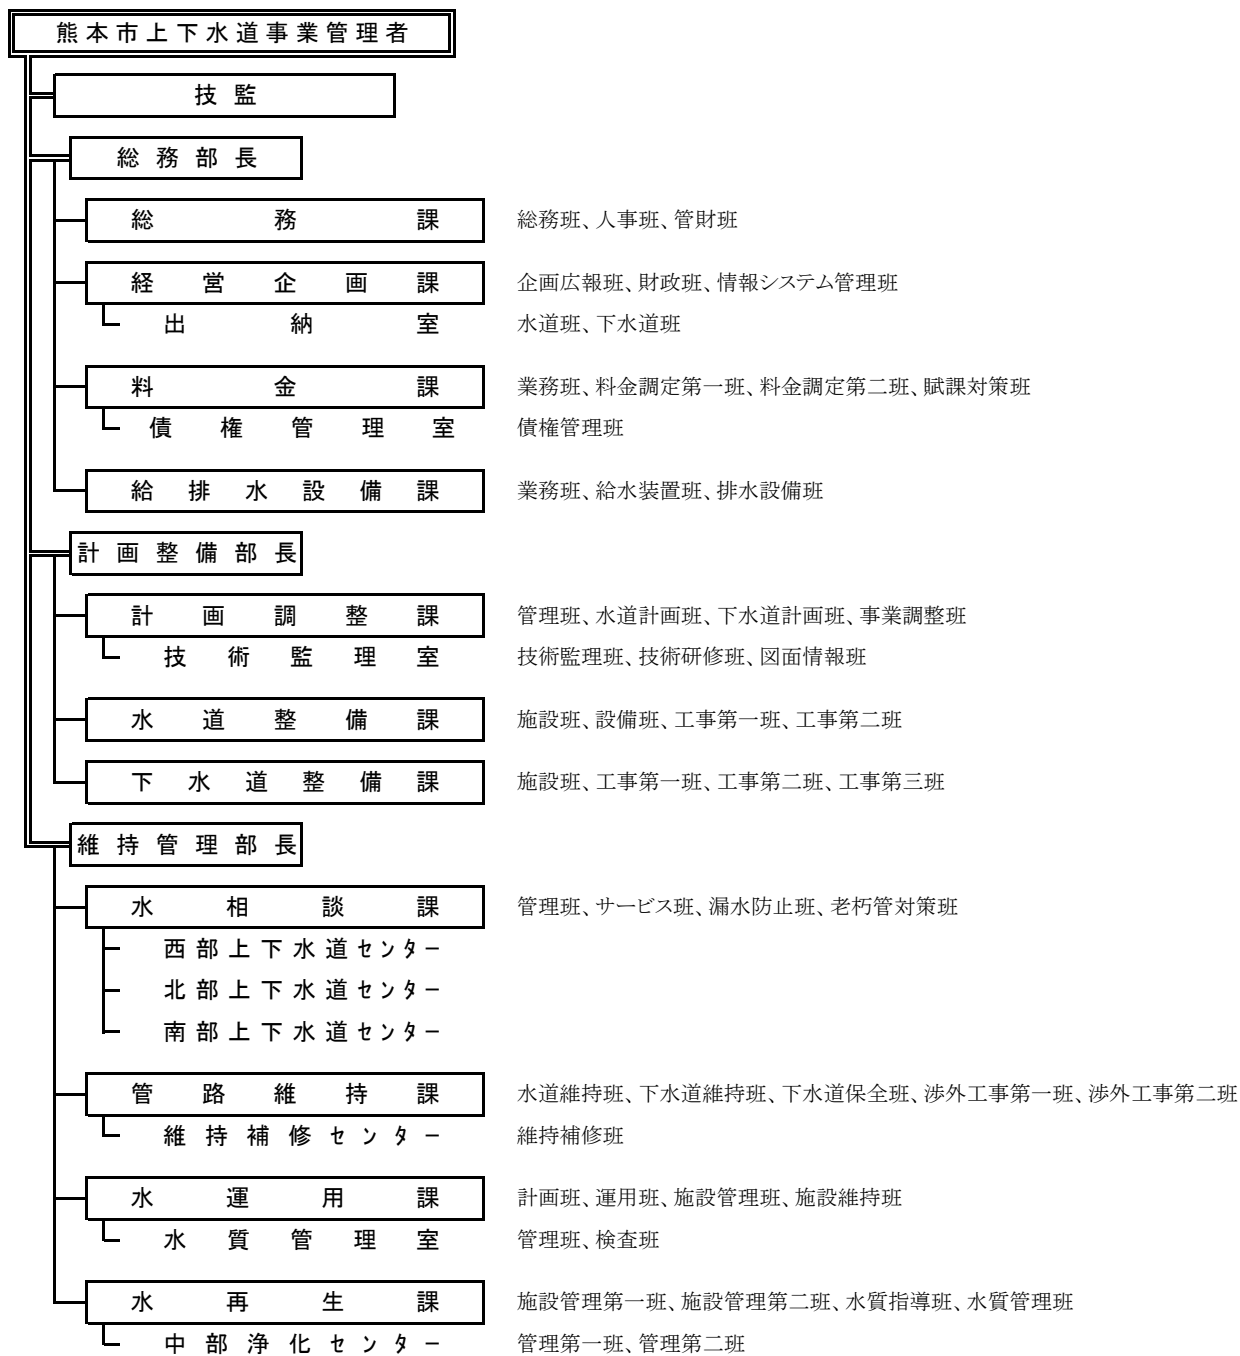 熊本市上下水道事業管理者
技監
総務部長
総務課 総務班、人事班、管財班
経営企画課 企画広報班、財政班、情報システム管理班
出納室 水道班、下水道班
料金課 業務班、料金調定第一班、料金調定第二班、賦課対策班
債権管理室 債権管理班
給排水設備課 業務班、給水装置班、排水設備班
計画整備部長
計画調整課 管理班、水道計画班、下水道計画班、事業調整班
技術監理室 技術監理班、技術研修班、図面情報班
水道整備課 施設班、設備班、工事第一班、工事第二班
下水道整備課 施設班、工事第一班、工事第二班、工事第三班
維持管理部長
水相談課 管理班、サービス班、漏水防止班、老朽管対策班
西部上下水道センター
北部上下水道センター
南部上下水道センター
管路維持課 水道維持班、下水道維持班、下水道保全班、渉外工事第一班、渉外工事第二班
維持補修センター 維持補修班
水運用課 計画班、運用班、施設管理班、施設維持班
水質管理室 管理班、検査班
水再生課 施設管理第一班、施設管理第二班、水質指導班、水質管理班
中部浄化センター 管理第一班、管理第二班